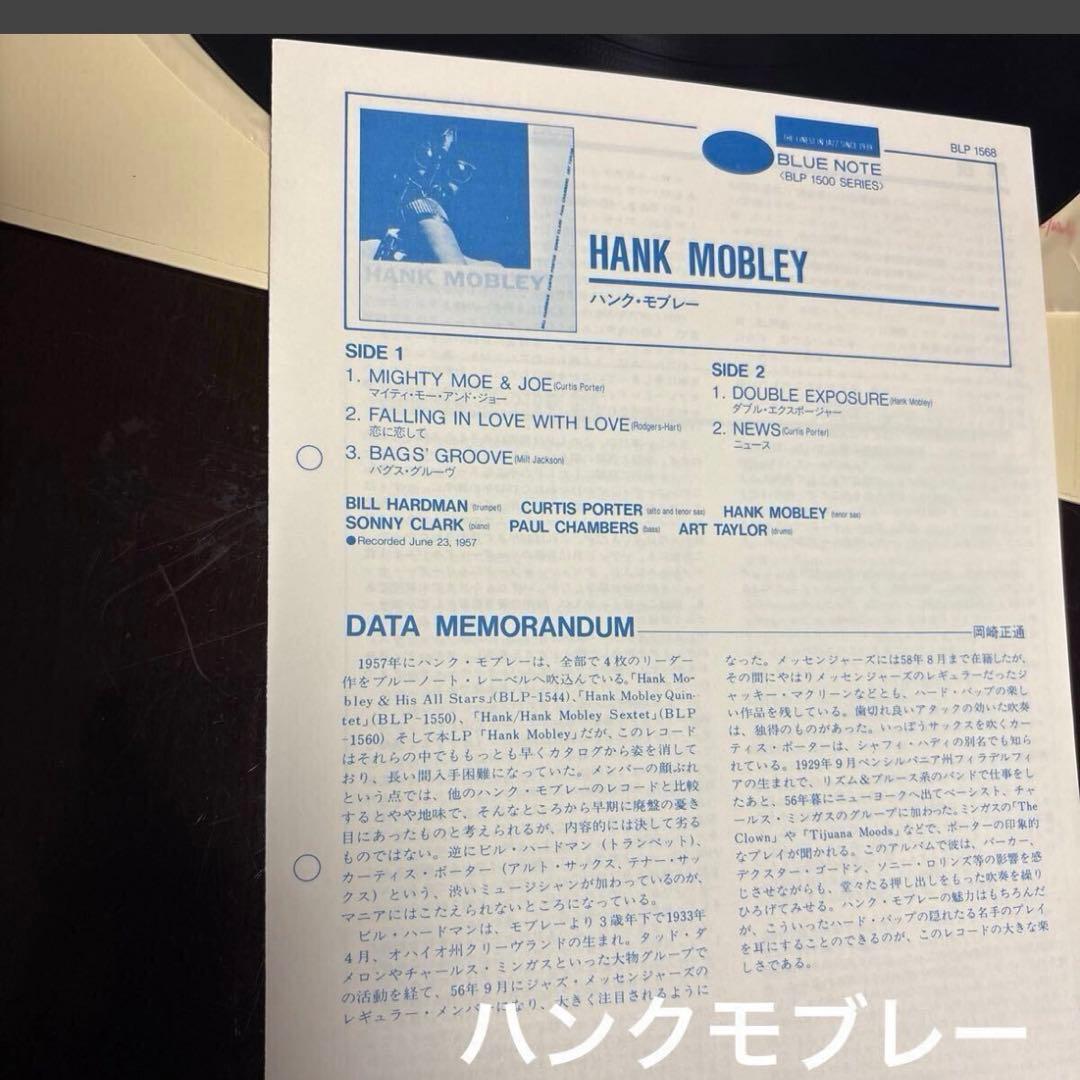 THE FINEST IN JAZZ SINCE 1939
BLUE NOTE
〈BLP 1500 SERIES〉
BLP 1568
HANK MOBLEY
HANK MOBLEY
ハンク・モブレー
SIDE 1
1. MIGHTY MOE & JOE (Curtis Porter)
マイティ・モー・アンド・ジョー
2. FALLING IN LOVE WITH LOVE (Rodgers-Hart)
恋に恋して
3. BAGS' GROOVE (Milt Jackson)
バグス・グルーヴ
SIDE 2
1. DOUBLE EXPOSURE (Hank Mobley)
ダブル・エクスポージャー
2. NEWS (Curtis Porter)
ニュース
BILL HARDMAN (trumpet) CURTIS PORTER (alto and tenor sax) HANK MOBLEY (tenor sax)
SONNY CLARK (piano) PAUL CHAMBERS (bass) ART TAYLOR (drums)
●Recorded June 23, 1957
DATA MEMORANDUM
岡崎正通
1957年にハンク・モブレーは、全部で4枚のリーダー
作をブルーノート・レーベルへ吹込んでいる。「Hank Mo-
bley & His All Stars」(BLP-1544)、「Hank Mobley Quin-
tet」(BLP-1550)、「Hank/Hank Mobley Sextet」(BLP
-1560) そして本LP「Hank Mobley」だが、このレコード
はそれらの中でももっとも早くカタログから姿を消して
おり、長い間入手困難になっていた。メンバーの顔ぶれ
という点では、他のハンク・モブレーのレコードと比較
するとやや地味で、そんなところから早期に廃盤の憂き
目にあったものと考えられるが、内容的には決して劣る
ものではない。逆にビル・ハードマン（トランペット）、
カーティス・ポーター（アルト・サックス、テナー・サッ
クス）という、渋いミュージシャンが加わっているのが、
マニアにはこたえられないところになっている。
ビル・ハードマンは、モブレーより3歳年下で1933年
4月、オハイオ州クリーヴランドの生まれ。タッド・ダ
メロンやチャールス・ミンガスといった大物グループで
の活動を経て、56年9月にジャズ・メッセンジャーズの
レギュラー・メンバーになり、大きく注目されるように
なった。メッセンジャーズには58年8月まで在籍したが、
その間にやはりメッセンジャーズのレギュラーだったジ
ャッキー・マクリーンなどとも、ハード・バップの楽し
い作品を残している。歯切れ良いアタックの効いた吹奏
は、独得のものがあった。いっぽうサックスを吹くカー
ティス・ポーターは、シャフィ・ハディの別名でも知ら
れている。1929年9月ペンシルバニア州フィラデルフィ
アの生まれで、リズム&ブルース系のバンドで仕事をし
たあと、56年暮にニューヨークへ出てベーシスト、チャ
ールス・ミンガスのグループに加わった。ミンガスの「The
Clown」や「Tijuana Moods」などで、ポーターの印象的
なプレイが聞かれる。このアルバムで彼は、パーカー、
デクスター・ゴードン、ソニー・ロリンズ等の影響を感
じさせながらも、堂々たる押し出しをもった吹奏を繰り
ひろげてみせる。ハンク・モブレーの魅力はもちろんだ
が、こういったハード・バップの隠れたる名手のプレイ
を耳にすることのできるのが、このレコードの大きな楽
しさである。
ハンクモブレー